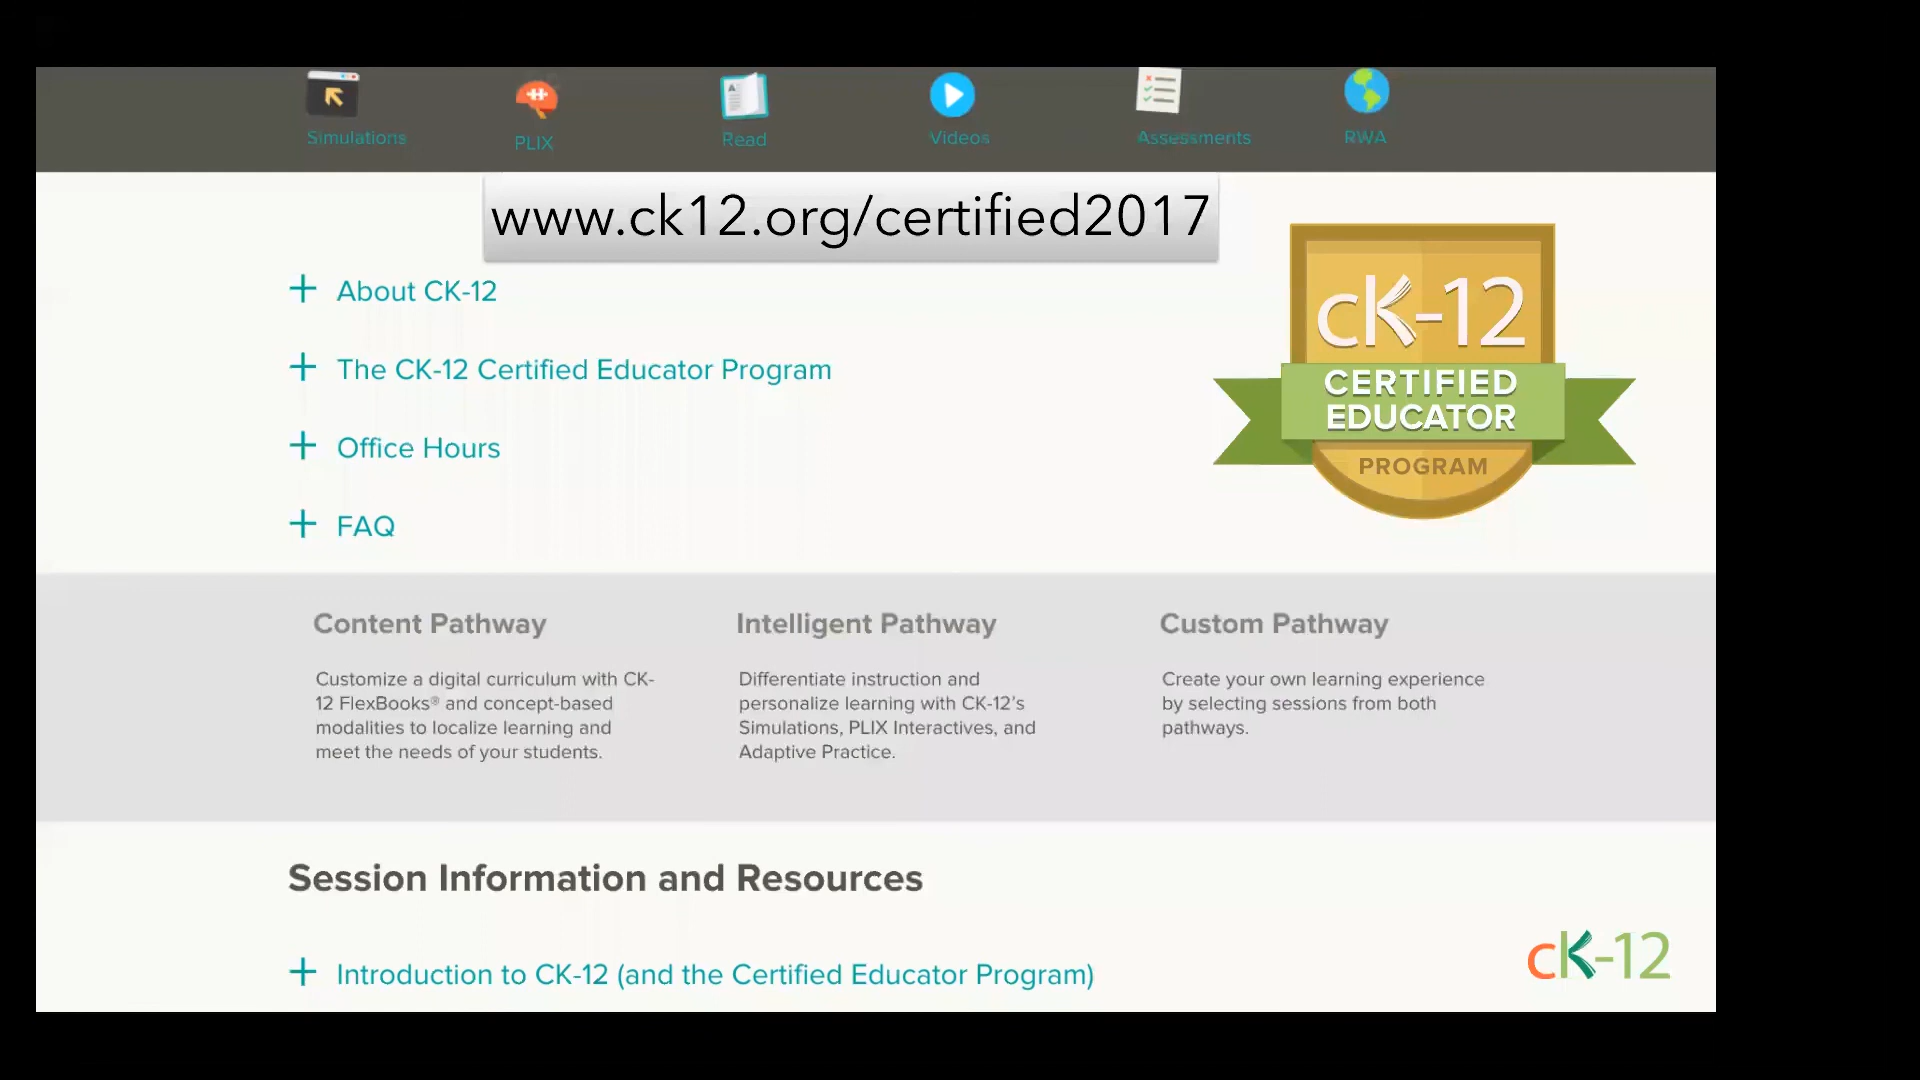 Simulations
PLIX
Read
Videos
Assessments
RWA
www.ck12.org/certified2017
+ About CK-12
+ The CK-12 Certified Educator Program
+ Office Hours
+ FAQ
cK-12
CERTIFIED
EDUCATOR
PROGRAM
Content Pathway
Customize a digital curriculum with CK-
12 FlexBooks® and concept-based
modalities to localize learning and
meet the needs of your students.
Intelligent Pathway
Differentiate instruction and
personalize learning with CK-12's
Simulations, PLIX Interactives, and
Adaptive Practice.
Custom Pathway
Create your own learning experience
by selecting sessions from both
pathways.
Session Information and Resources
+ Introduction to CK-12 (and the Certified Educator Program)
cK-12